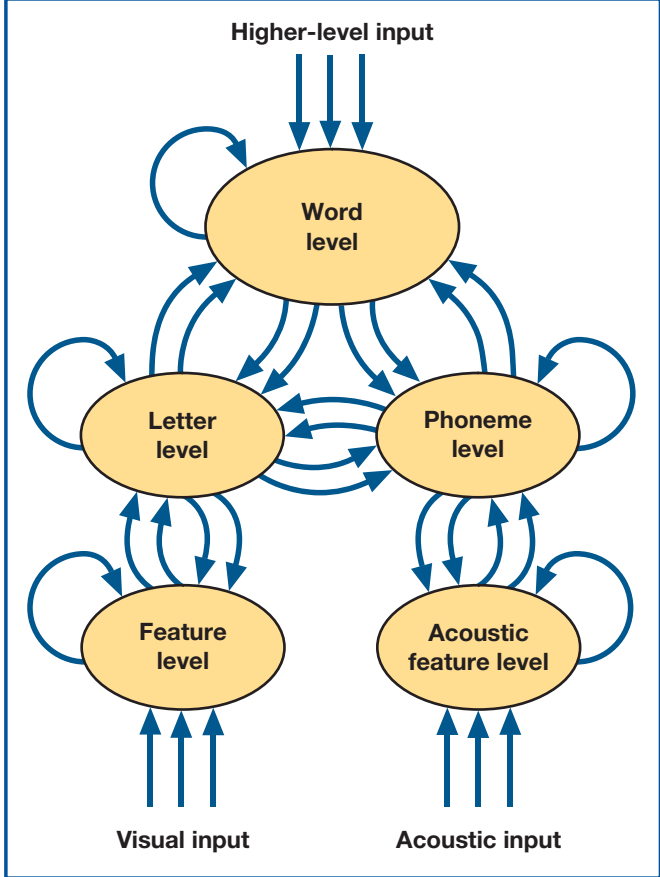 Higher-level input
Word
level
Letter
level
Phoneme
level
Feature
level
Acoustic
feature level
Visual input
Acoustic input